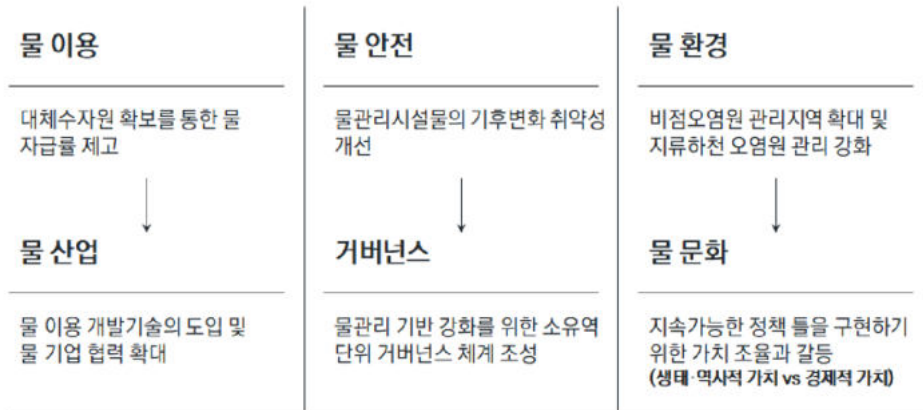 물 이용
대체수자원 확보를 통한 물
자급률 제고
물 산업
물 이용 개발기술의 도입 및
물 기업 협력 확대
물 안전
물관리시설물의 기후변화 취약성
개선
거버넌스
물관리 기반 강화를 위한 소유역
단위 거버넌스 체계 조성
물 환경
비점오염원 관리지역 확대 및
지류하천 오염원 관리 강화
물 문화
지속가능한 정책 틀을 구현하기
위한 가치 조율과 갈등
(생태·역사적 가치 vs 경제적 가치)